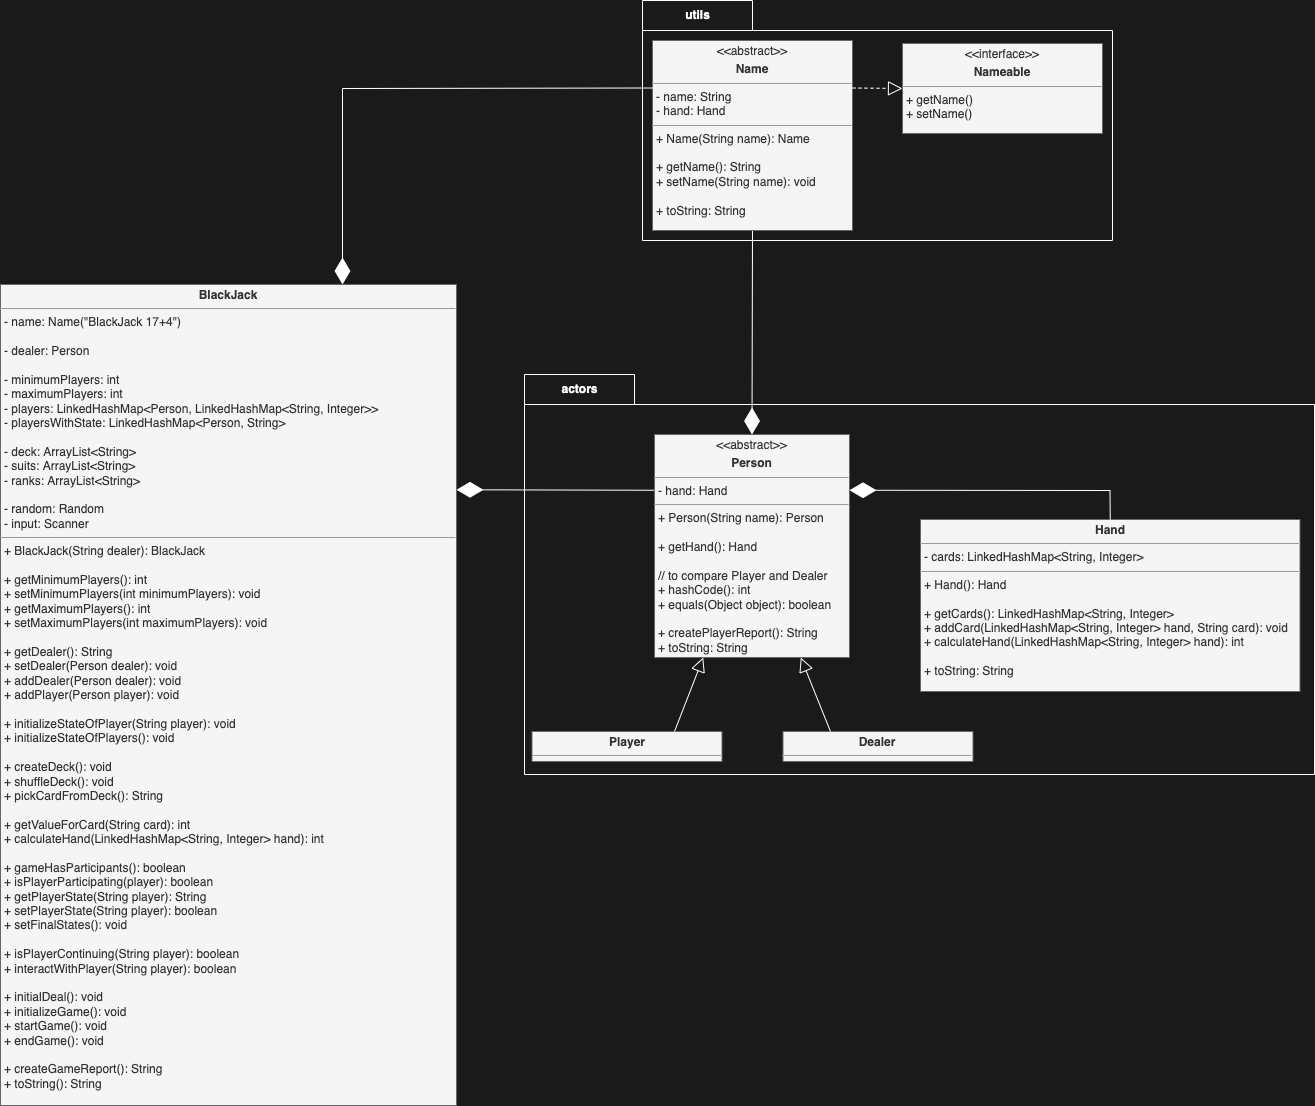 utils
<<abstract>>
Name
- name: String
- hand: Hand
+ Name(String name): Name
+ getName(): String
+ setName(String name): void
+ toString: String
<<interface>>
Nameable
+ getName()
+ setName()
BlackJack
- name: Name("BlackJack 17+4")
- dealer: Person
- minimumPlayers: int
- maximumPlayers: int
- players: LinkedHashMap<Person, LinkedHashMap<String, Integer>>
- playersWithState: LinkedHashMap<Person, String>
- deck: ArrayList<String>
- suits: ArrayList<String>
- ranks: ArrayList<String>
- random: Random
- input: Scanner
+ BlackJack(String dealer): BlackJack
+ getMinimumPlayers(): int
+ setMinimumPlayers(int minimumPlayers): void
+ getMaximumPlayers(): int
+ setMaximumPlayers(int maximumPlayers): void
+ getDealer(): String
+ setDealer(Person dealer): void
+ addDealer(Person dealer): void
+ addPlayer(Person player): void
+ initializeStateOfPlayer(String player): void
+ initializeStateOfPlayers(): void
+ createDeck(): void
+ shuffleDeck(): void
+ pickCardFromDeck(): String
+ getValueForCard(String card): int
+ calculateHand(LinkedHashMap<String, Integer> hand): int
+ gameHasParticipants(): boolean
+ isPlayerParticipating(player): boolean
+ getPlayerState(String player): String
+ setPlayerState(String player): boolean
+ setFinalStates(): void
+ isPlayerContinuing(String player): boolean
+ interactWithPlayer(String player): boolean
+ initialDeal(): void
+ initializeGame(): void
+ startGame(): void
+ endGame(): void
+ createGameReport(): String
+ toString(): String
actors
<<abstract>>
Person
- hand: Hand
+ Person(String name): Person
+ getHand(): Hand
// to compare Player and Dealer
+ hashCode(): int
+ equals(Object object): boolean
+ createPlayerReport(): String
+ toString: String
Hand
- cards: LinkedHashMap<String, Integer>
+ Hand(): Hand
+ getCards(): LinkedHashMap<String, Integer>
+ addCard(LinkedHashMap<String, Integer> hand, String card): void
+ calculateHand(LinkedHashMap<String, Integer> hand): int
+ toString: String
Player
Dealer